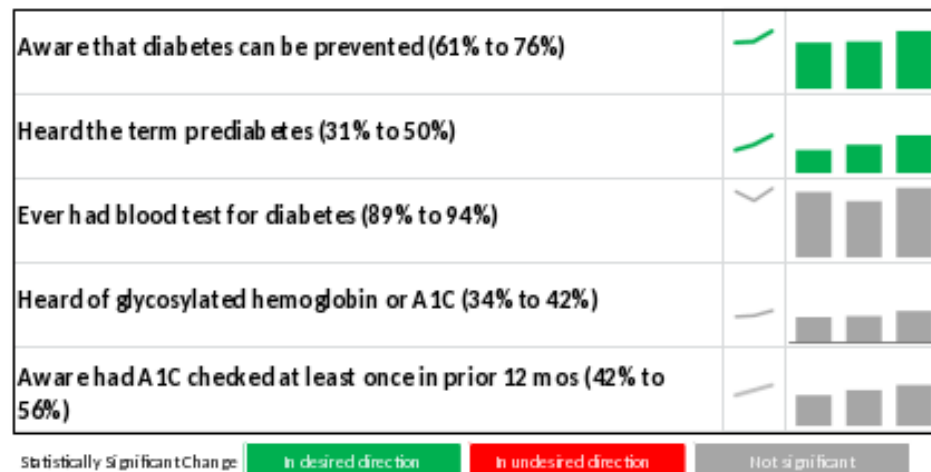 Aware that diabetes can be prevented (61% to 76%)
Heard the term prediabetes (31% to 50%)
Ever had blood test for diabetes (89% to 94%)
Heard of glycosylated hemoglobin or A1C (34% to 42%)
Aware had A1C checked at least once in prior 12 mos (42% to
56%)
Statistically Significant Change In desired direction In undesired direction Not significant